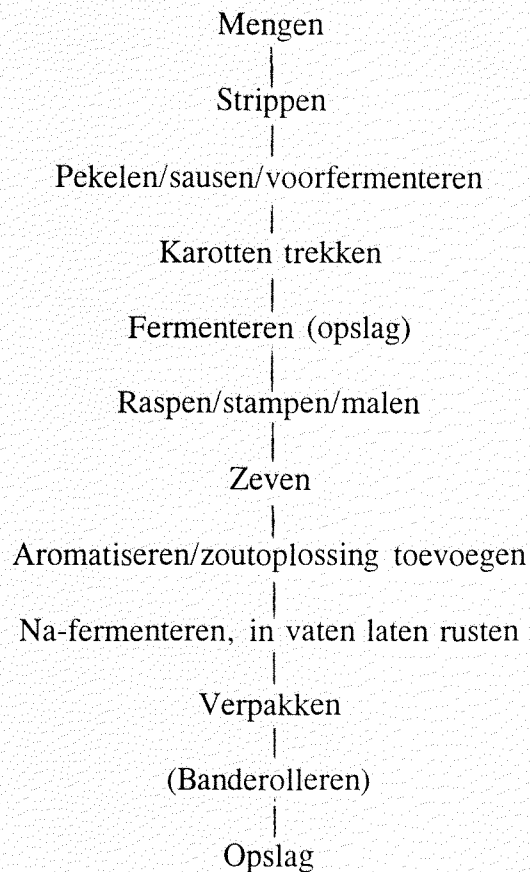 Mengen
Strippen
Pekelen/sausen/voorfermenteren
Karotten trekken
Fermenteren (opslag)
Raspen/stampen/malen
Zeven
Aromatiseren/zoutoplossing toevoegen
Na-fermenteren, in vaten laten rusten
Verpakken
(Banderolleren)
Opslag